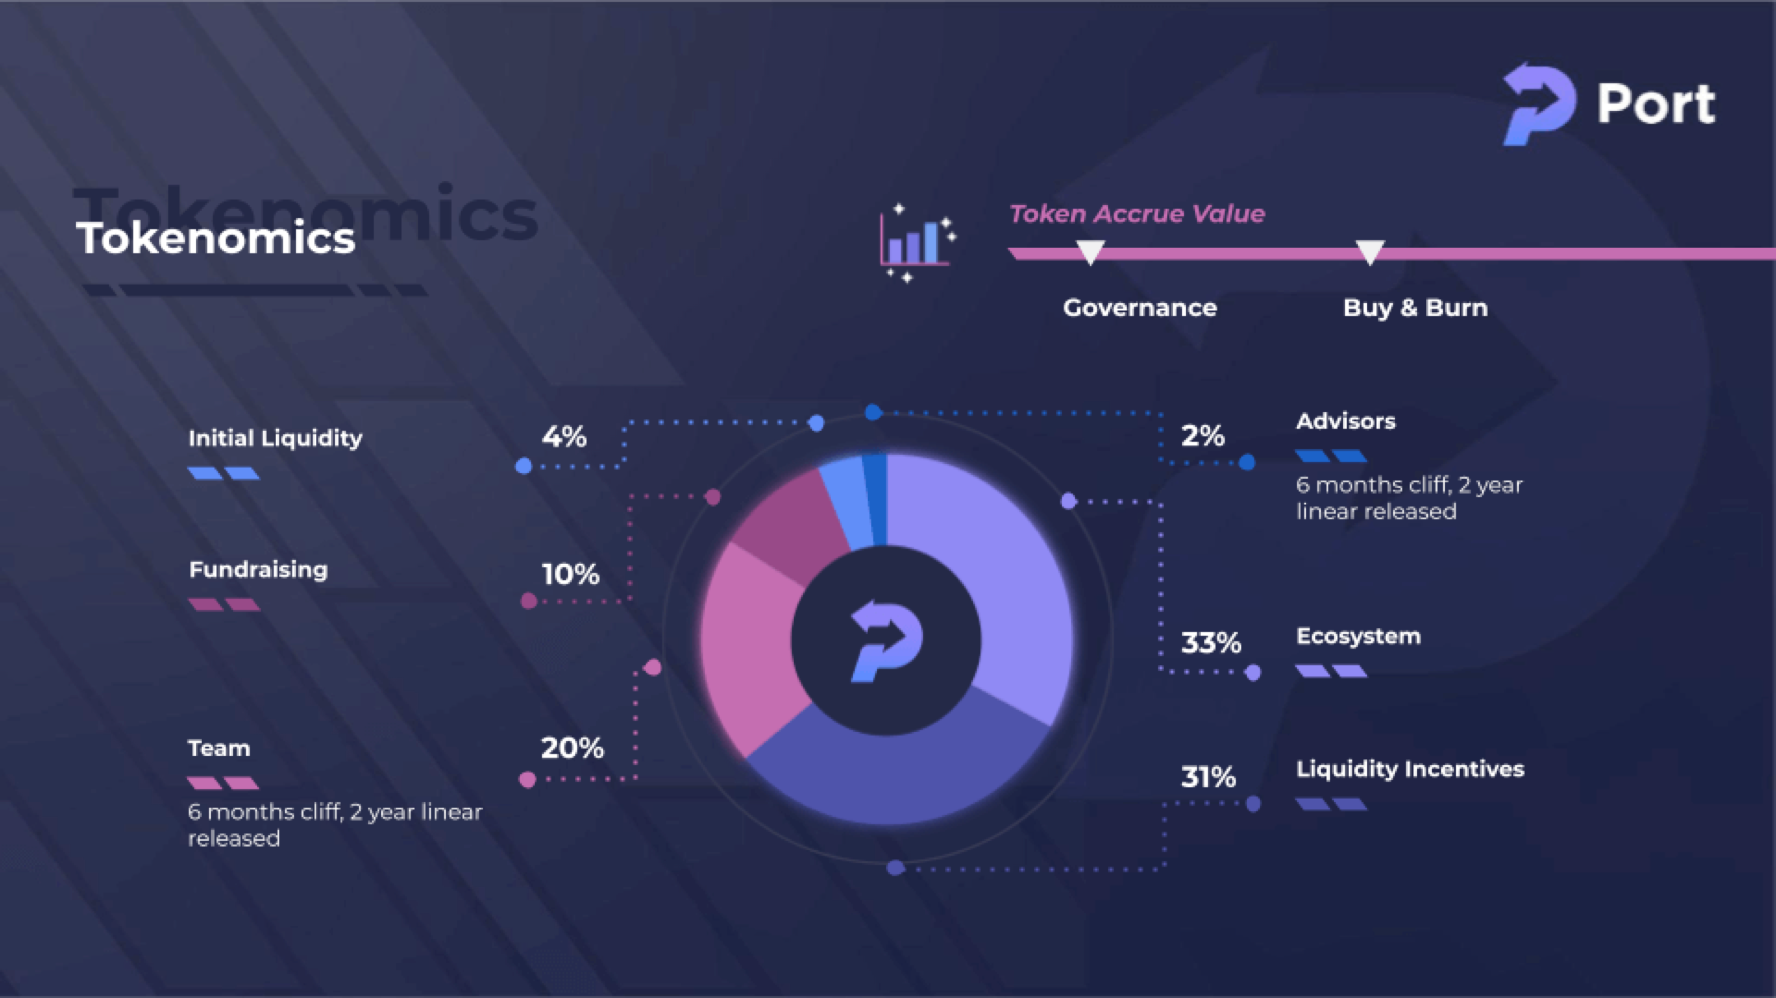 Port
Tokenomics
Tokenomics
Token Accrue Value
Governance
Buy & Burn
Initial Liquidity
4%
Fundraising
10%
Team
20%
6 months cliff, 2 year linear
released
2%
Advisors
6 months cliff, 2 year
linear released
33%
Ecosystem
31%
Liquidity Incentives